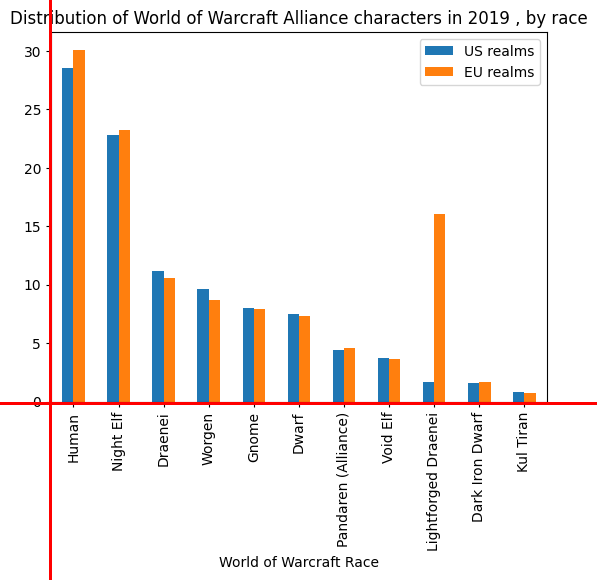 Distribution of World of Warcraft Alliance characters in 2019 , by race
US realms
EU realms
30
25
20
15
10
5
0
Human
Night Elf
Draenei
Worgen
Gnome
Dwarf
Pandaren (Alliance)
Void Elf
Lightforged Draenei
Dark Iron Dwarf
Kul Tiran
World of Warcraft Race